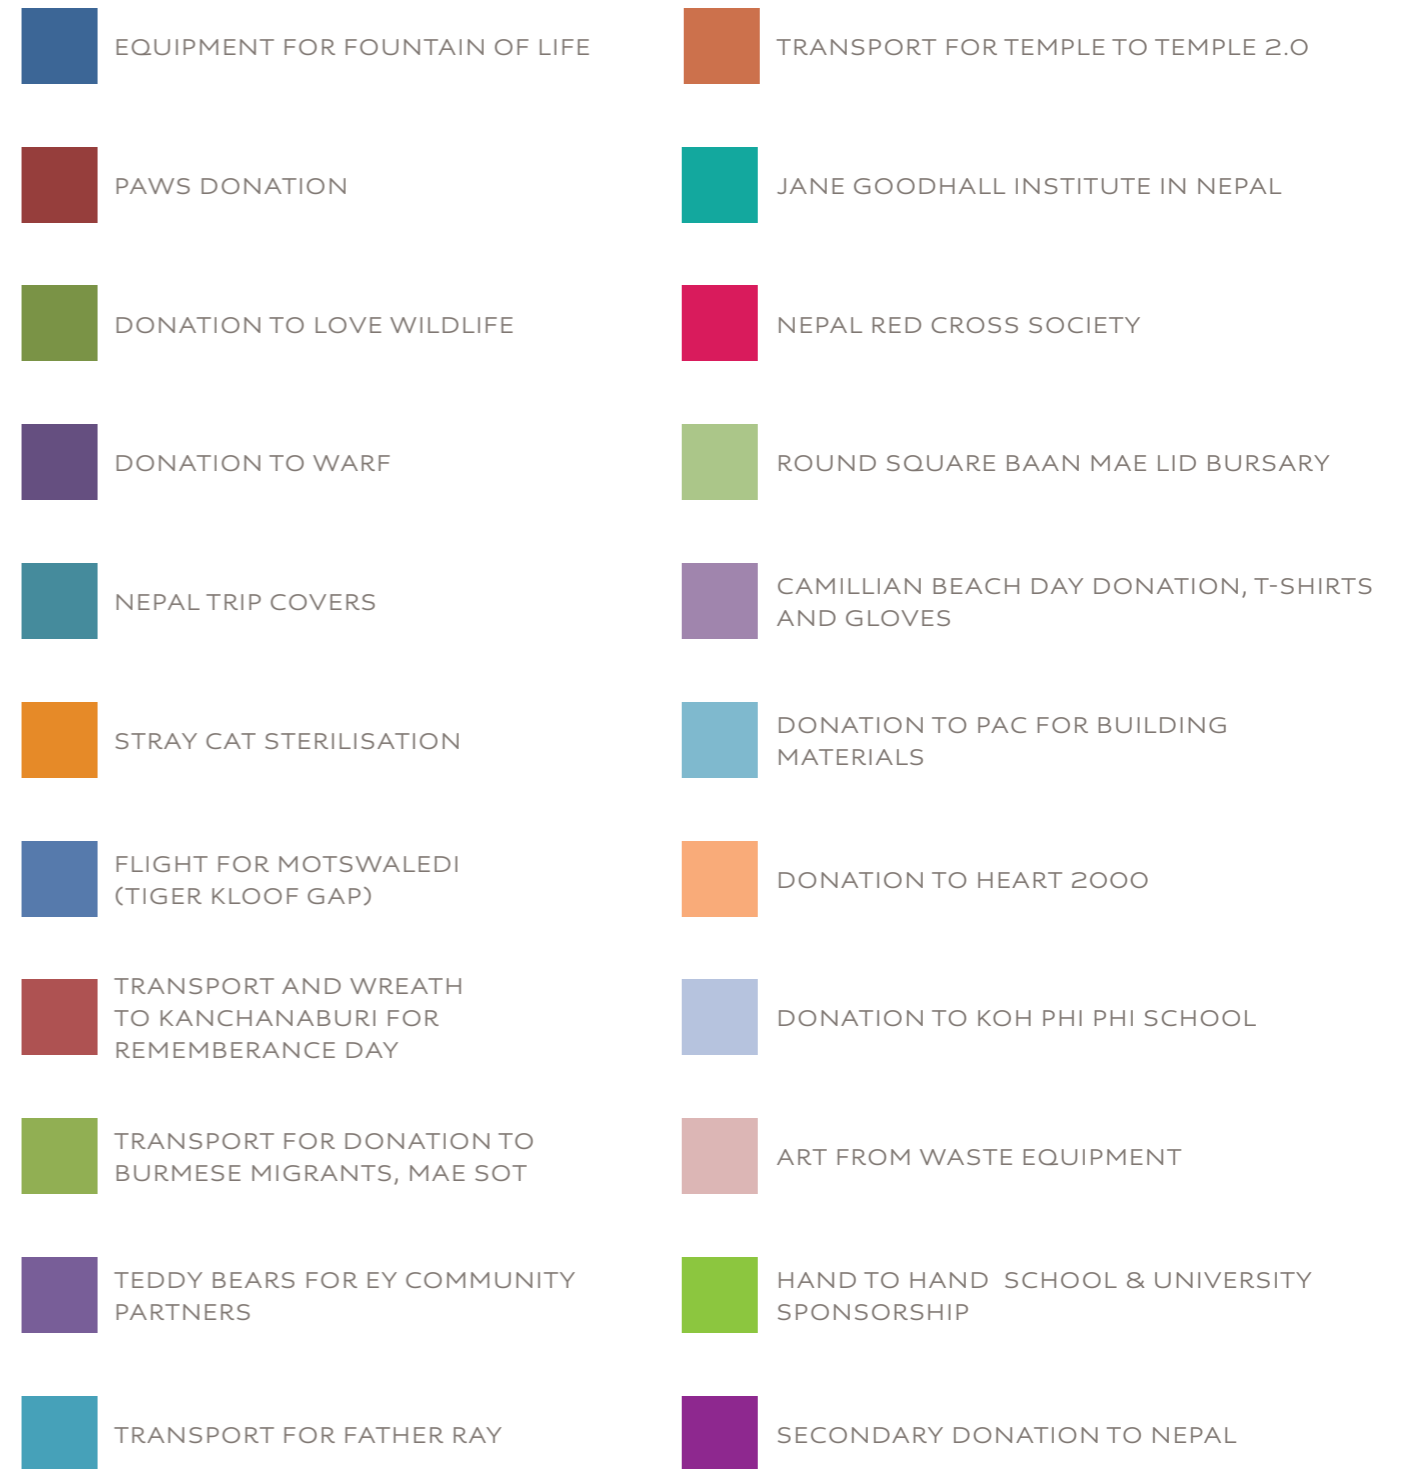 EQUIPMENT FOR FOUNTAIN OF LIFE
PAWS DONATION
DONATION TO LOVE WILDLIFE
DONATION TO WARF
NEPAL TRIP COVERS
STRAY CAT STERILISATION
FLIGHT FOR MOTSWALEDI
(TIGER KLOOF GAP)
TRANSPORT AND WREATH
TO KANCHANABURI FOR
REMEMBERANCE DAY
TRANSPORT FOR DONATION TO
BURMESE MIGRANTS, MAE SOT
TEDDY BEARS FOR EY COMMUNITY
PARTNERS
TRANSPORT FOR FATHER RAY
TRANSPORT FOR TEMPLE TO TEMPLE 2.0
JANE GOODHALL INSTITUTE IN NEPAL
NEPAL RED CROSS SOCIETY
ROUND SQUARE BAAN MAE LID BURSARY
CAMILLIAN BEACH DAY DONATION, T-SHIRTS
AND GLOVES
DONATION TO PAC FOR BUILDING
MATERIALS
DONATION TO HEART 2000
DONATION TO KOH PHI PHI SCHOOL
ART FROM WASTE EQUIPMENT
HAND TO HAND  SCHOOL & UNIVERSITY
SPONSORSHIP
SECONDARY DONATION TO NEPAL